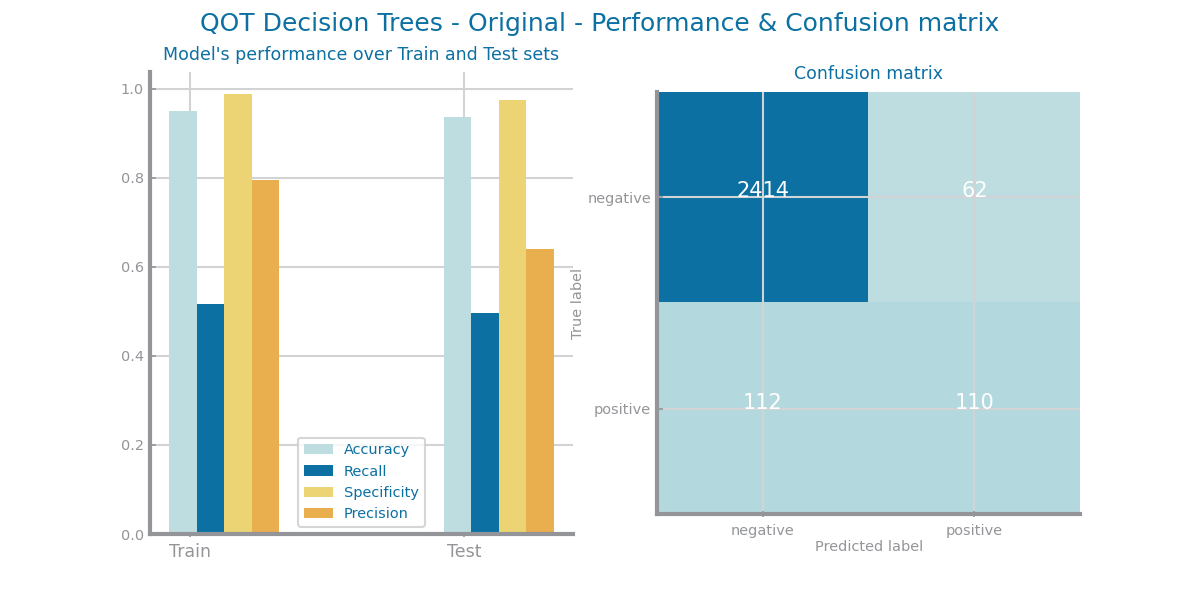 QOT Decision Trees - Original - Performance & Confusion matrix
Model's performance over Train and Test sets
1.0
0.8
0.6
0.4
0.2
0.0
Train Test
Accuracy
Recall
Specificity
Precision
Confusion matrix
True label
negative
positive
2414 62
112 110
negative positive
Predicted label